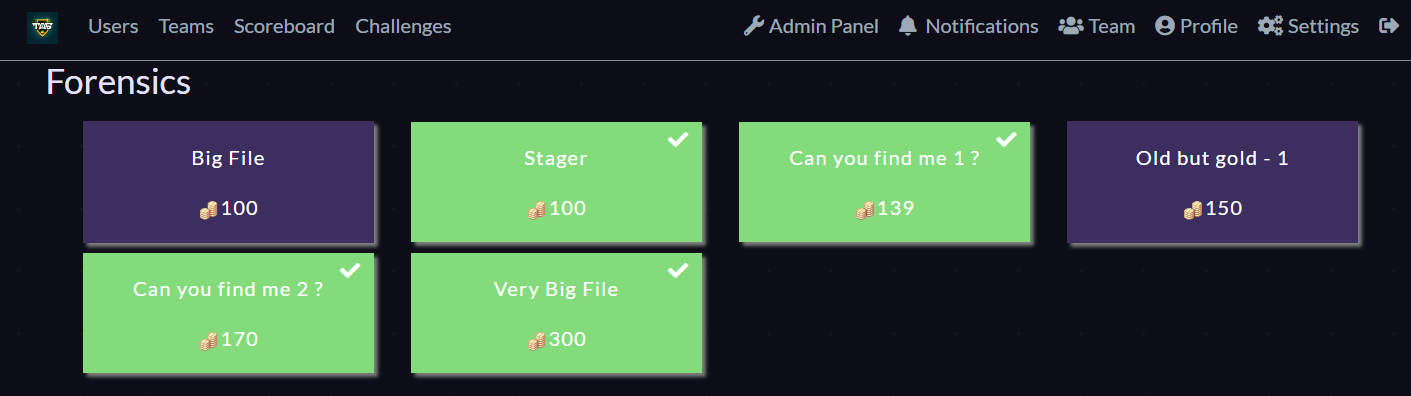 Users Teams Scoreboard Challenges Admin Panel Notifications Team Profile Settings
Forensics
Big File
100
Stager
100
Can you find me 1 ?
139
Old but gold - 1
150
Can you find me 2 ?
170
Very Big File
300